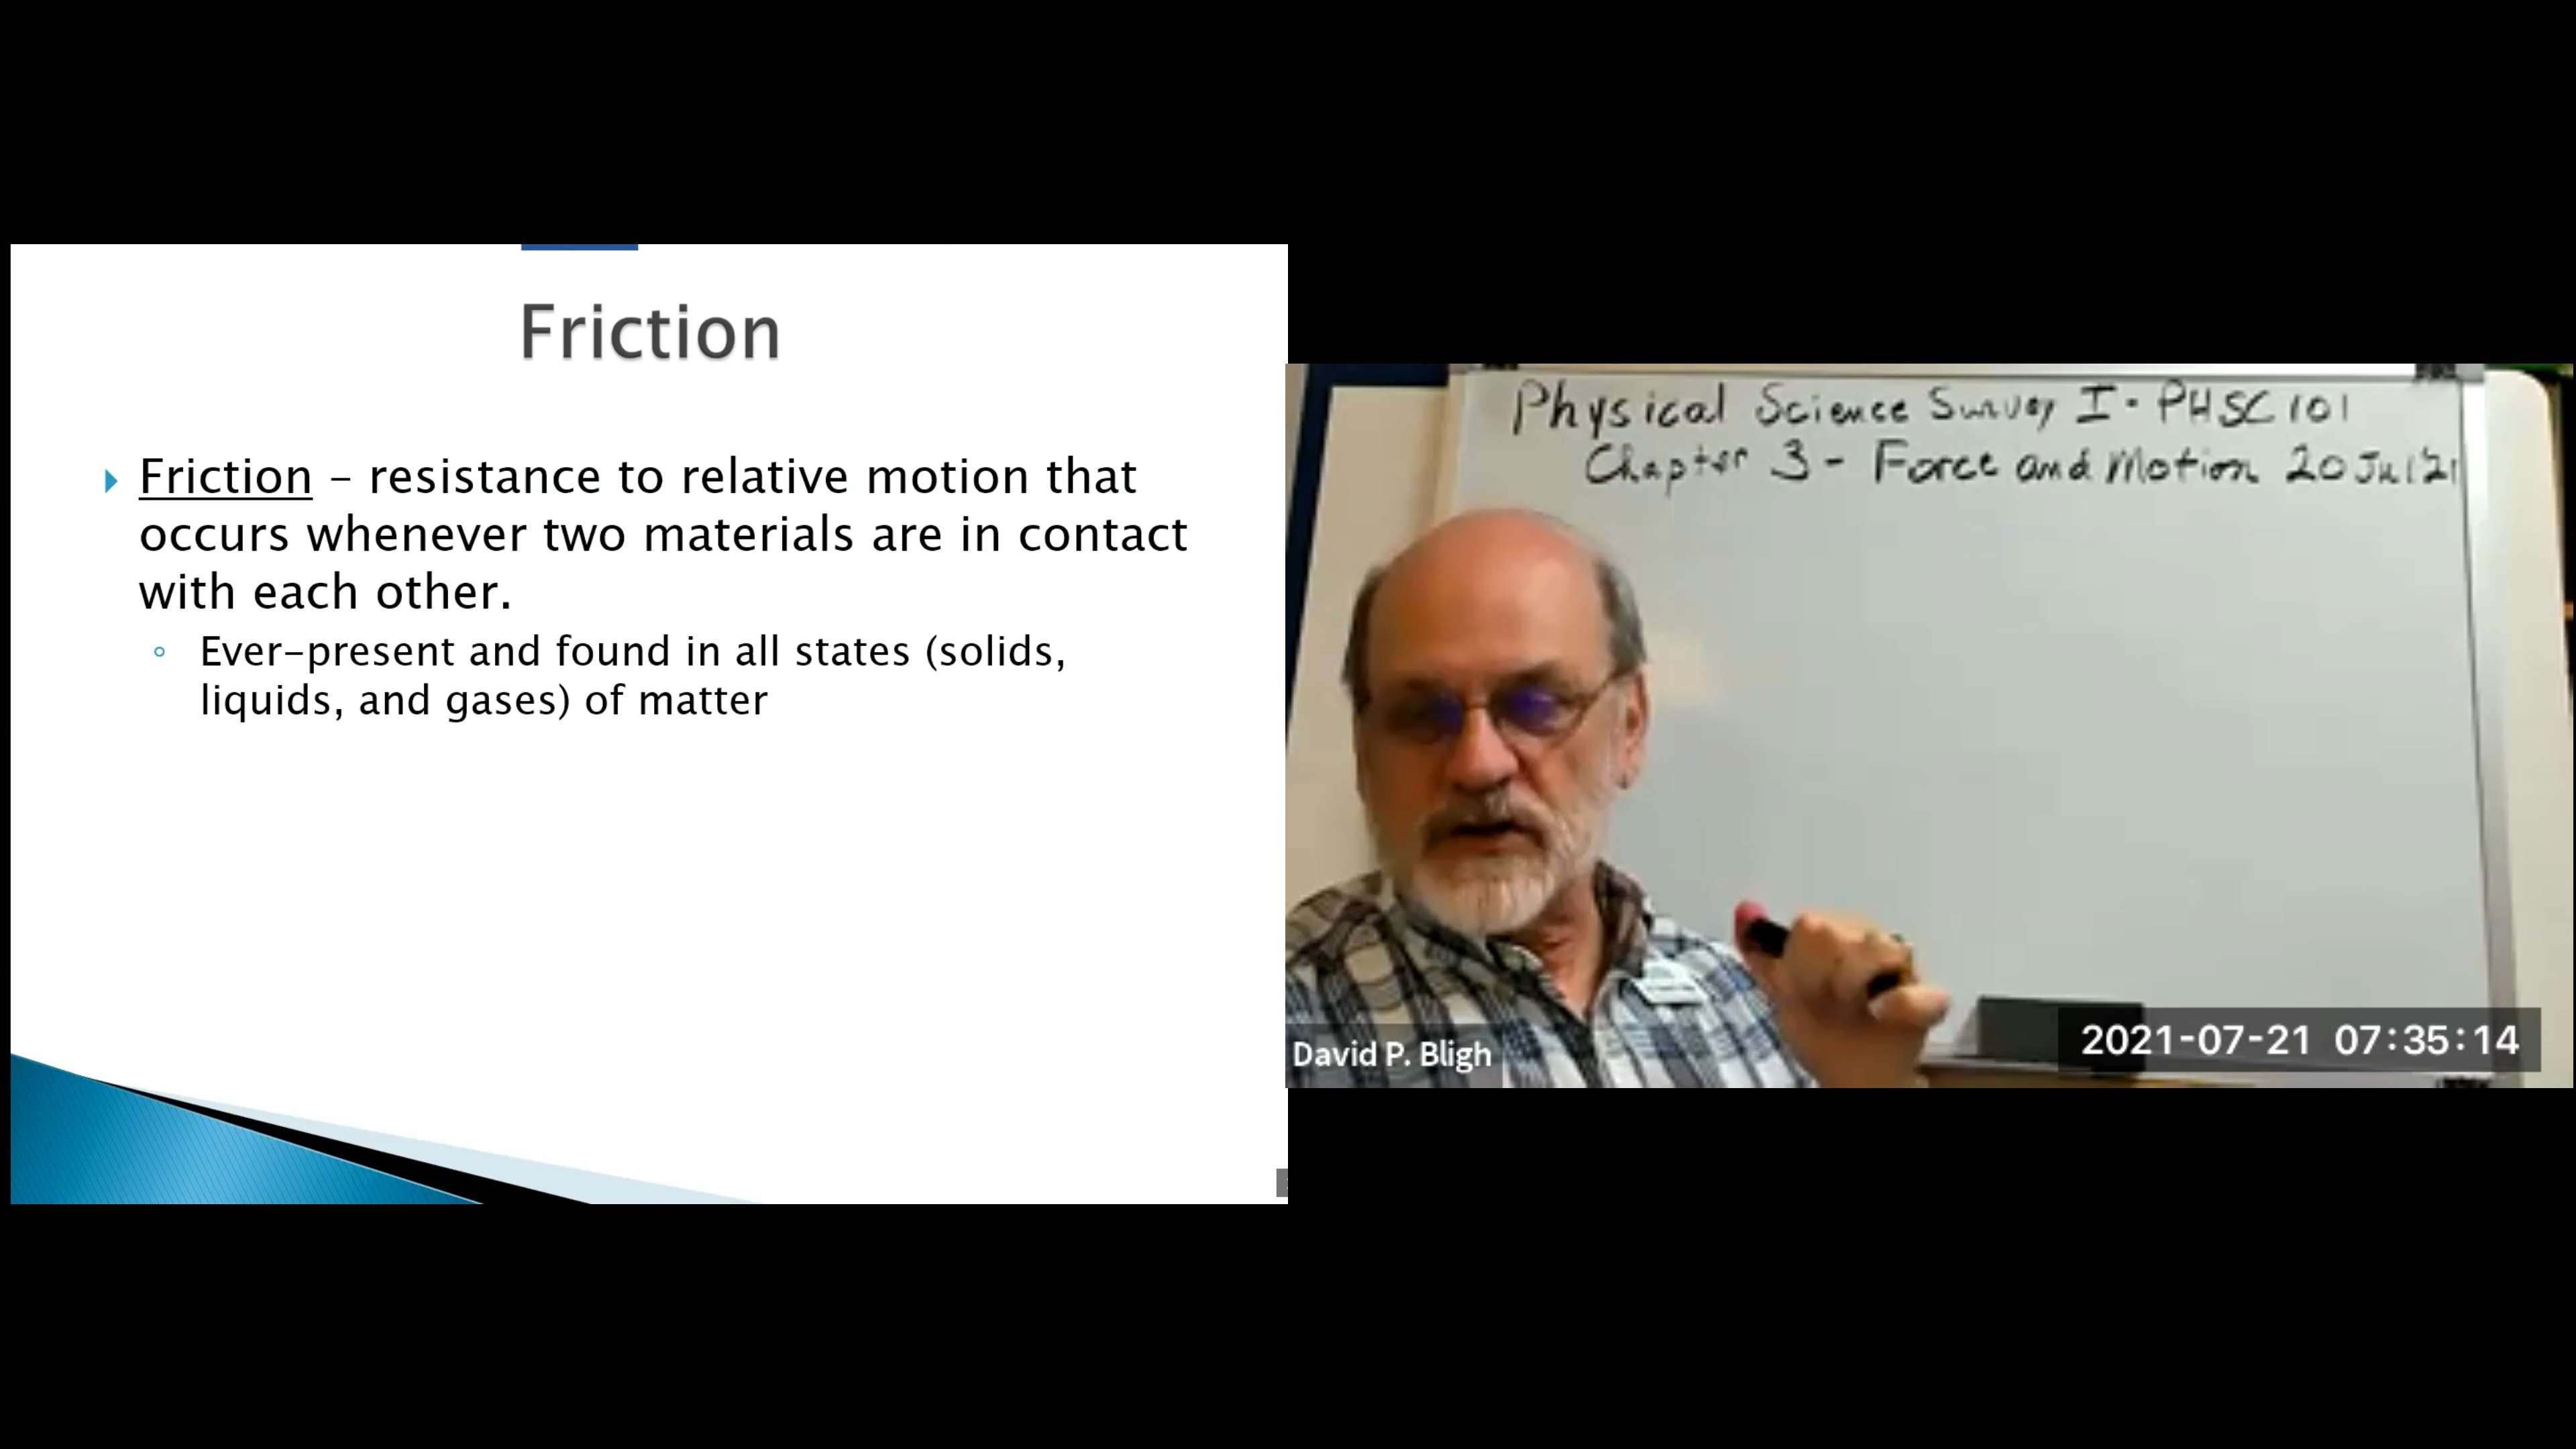 Friction
Friction – resistance to relative motion that
occurs whenever two materials are in contact
with each other.
Ever-present and found in all states (solids,
liquids, and gases) of matter
Physical Science Survey I - PHSC 101
Chapter 3 - Force and Motion 20 Jul 21
David P. Bligh
2021-07-21 07:35:14